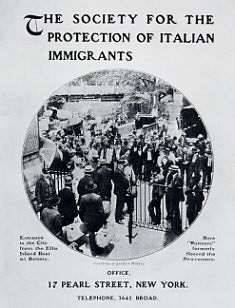 THE SOCIETY FOR THE
PROTECTION OF ITALIAN
IMMIGRANTS
Entrance
to the City
from the Ellis
Island Boat
at Battery.
Here
"Runners"
formerly
fleeced the
Newcomers.
Courtesy of Leslie's Weekly
OFFICE,
17 PEARL STREET, NEW YORK.
TELEPHONE, 3641 BROAD.